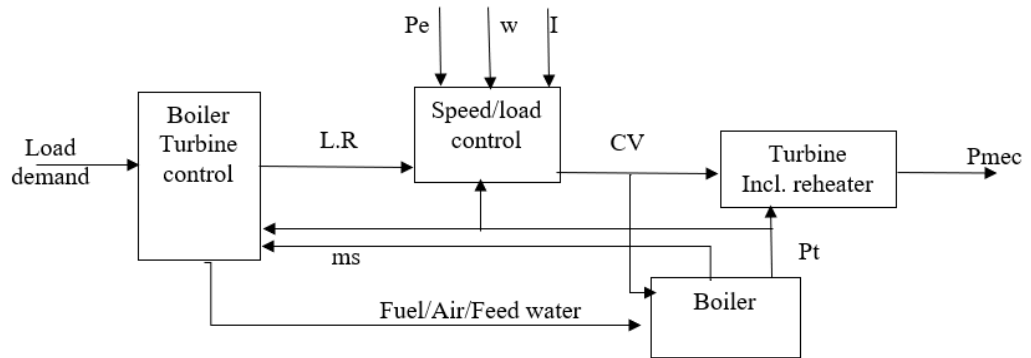 Pe
w
I
Boiler
Turbine
control
Speed/load
control
Load
demand
L.R
CV
Turbine
Incl. reheater
Pmec
ms
Pt
Fuel/Air/Feed water
Boiler